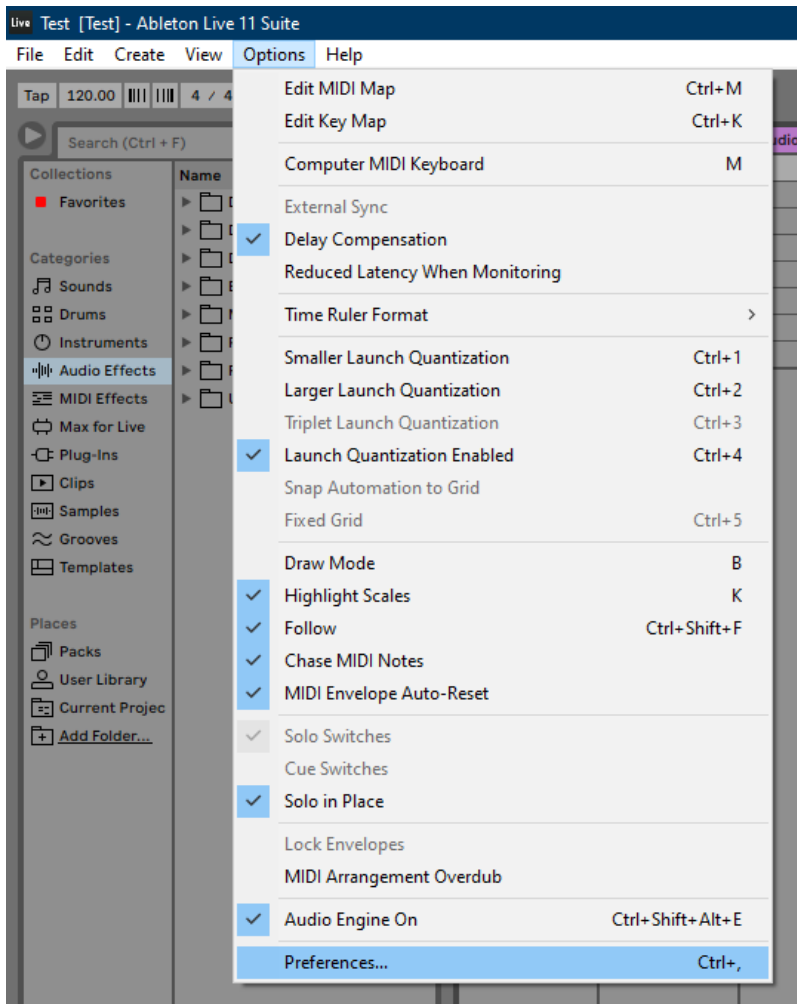 Live Test [Test] - Ableton Live 11 Suite
File Edit Create View Options Help
Tap 120.00 4 / 4
Search (Ctrl + F)
Collections
Favorites
Categories
Sounds
Drums
Instruments
Audio Effects
MIDI Effects
Max for Live
Plug-Ins
Clips
Samples
Grooves
Templates
Places
Packs
User Library
Current Projec
Add Folder...
Name
Edit MIDI Map Ctrl+M
Edit Key Map Ctrl+K
Computer MIDI Keyboard M
External Sync
Delay Compensation
Reduced Latency When Monitoring
Time Ruler Format
Smaller Launch Quantization Ctrl+1
Larger Launch Quantization Ctrl+2
Triplet Launch Quantization Ctrl+3
Launch Quantization Enabled Ctrl+4
Snap Automation to Grid
Fixed Grid Ctrl+5
Draw Mode B
Highlight Scales K
Follow Ctrl+Shift+F
Chase MIDI Notes
MIDI Envelope Auto-Reset
Solo Switches
Cue Switches
Solo in Place
Lock Envelopes
MIDI Arrangement Overdub
Audio Engine On Ctrl+Shift+Alt+E
Preferences... Ctrl+,